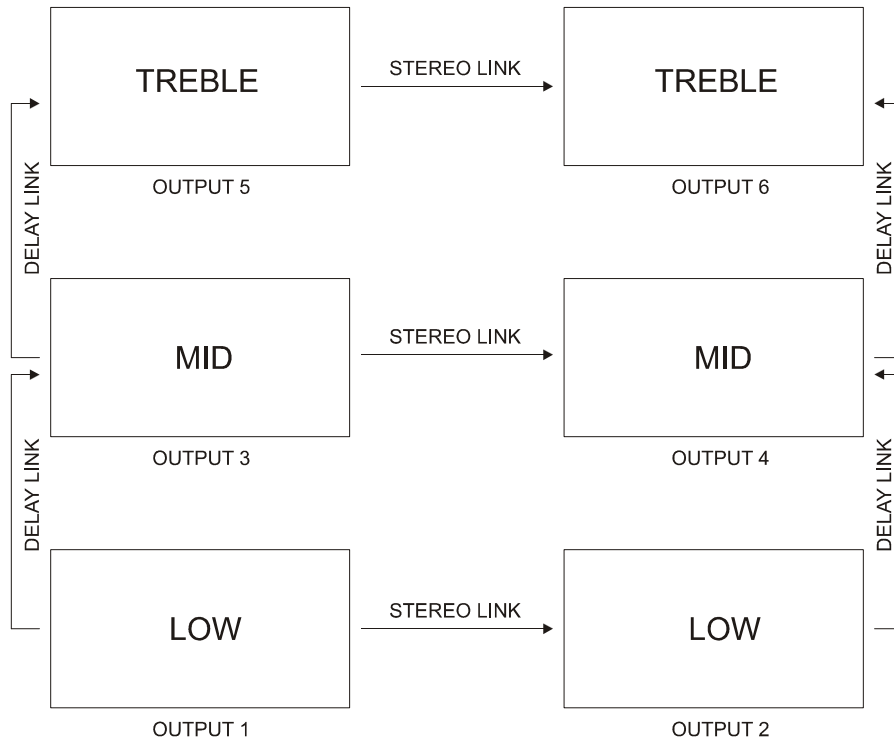 TREBLE
STEREO LINK
TREBLE
OUTPUT 5
OUTPUT 6
DELAY LINK
DELAY LINK
MID
STEREO LINK
MID
OUTPUT 3
OUTPUT 4
DELAY LINK
DELAY LINK
LOW
STEREO LINK
LOW
OUTPUT 1
OUTPUT 2